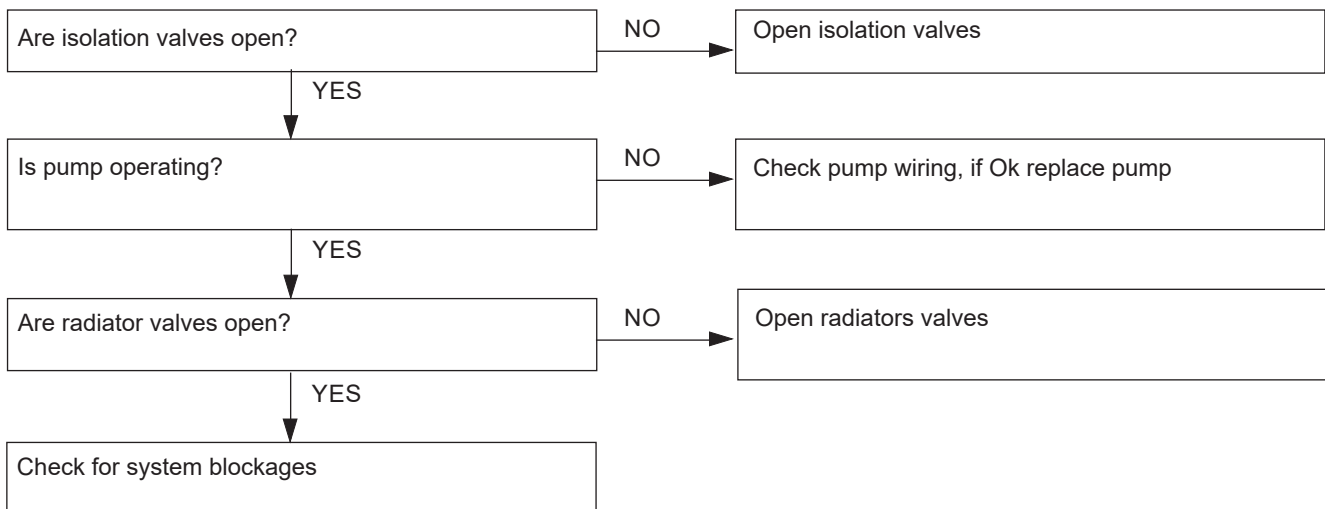 Are isolation valves open?
NO
Open isolation valves
YES
Is pump operating?
NO
Check pump wiring, if Ok replace pump
YES
Are radiator valves open?
NO
Open radiators valves
YES
Check for system blockages